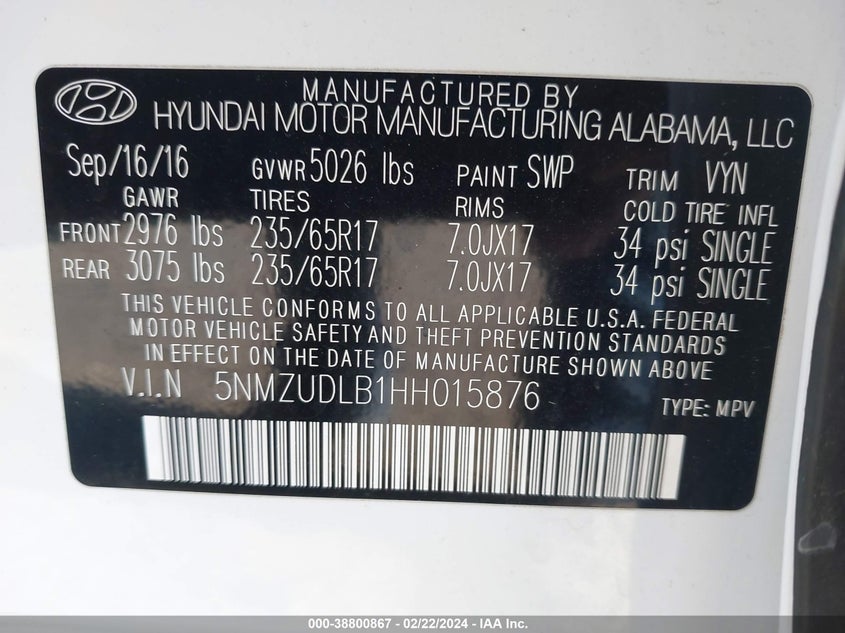 MANUFACTURED BY
HYUNDAI MOTOR MANUFACTURING ALABAMA, LLC
Sep/16/16 GVWR 5026 lbs PAINT SWP TRIM VYN
GAWR TIRES RIMS COLD TIRE INFL
FRONT 2976 lbs 235/65R17 7.0JX17 34 psi SINGLE
REAR 3075 lbs 235/65R17 7.0JX17 34 psi SINGLE
THIS VEHICLE CONFORMS TO ALL APPLICABLE U.S.A. FEDERAL
MOTOR VEHICLE SAFETY AND THEFT PREVENTION STANDARDS
IN EFFECT ON THE DATE OF MANUFACTURE SHOWN ABOVE
V.I.N 5NMZUDLB1HH015876 TYPE: MPV
000-38800867 - 02/22/2024 - IAA Inc.